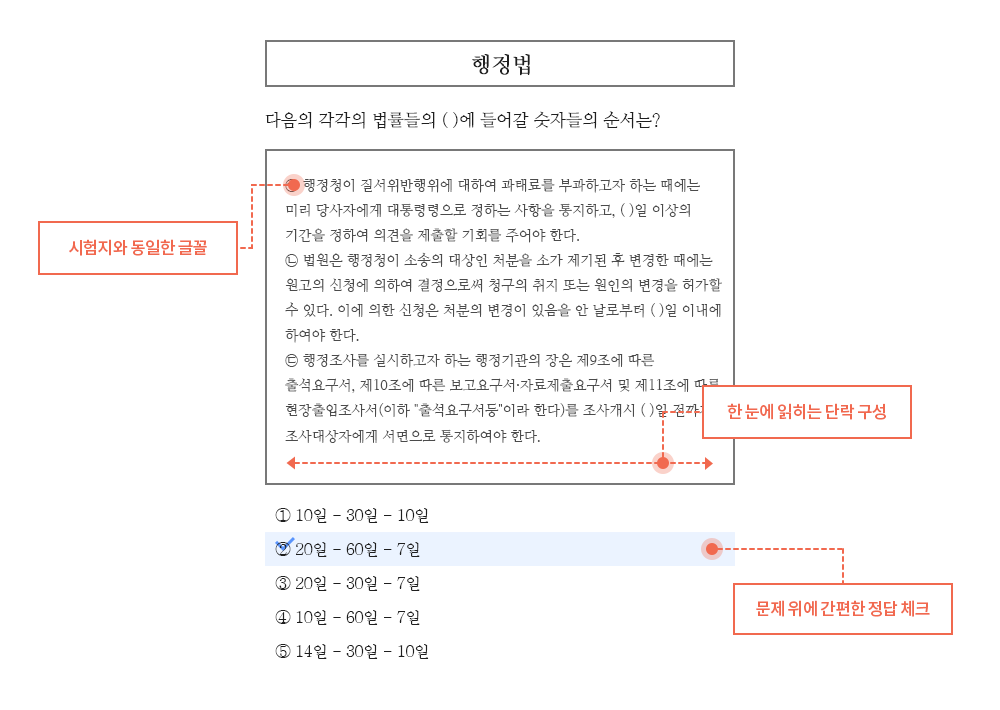 행정법
다음의 각각의 법률들의 ( )에 들어갈 숫자들의 순서는?
행정청이 질서위반행위에 대하여 과태료를 부과하고자 하는 때에는
미리 당사자에게 대통령령으로 정하는 사항을 통지하고, ( )일 이상의
기간을 정하여 의견을 제출할 기회를 주어야 한다.
시험지와 동일한 글꼴
㉡ 법원은 행정청이 소송의 대상인 처분을 소가 제기된 후 변경한 때에는
원고의 신청에 의하여 결정으로써 청구의 취지 또는 원인의 변경을 허가할
수 있다. 이에 의한 신청은 처분의 변경이 있음을 안 날로부터 ( )일 이내에
하여야 한다.
㉢ 행정조사를 실시하고자 하는 행정기관의 장은 제9조에 따른
출석요구서, 제10조에 따른 보고요구서·자료제출요구서 및 제11조에 따른
현장출입조사서(이하 "출석요구서등"이라 한다)를 조사개시 ( )일 전까지
조사대상자에게 서면으로 통지하여야 한다.
한 눈에 읽히는 단락 구성
① 10일 - 30일 - 10일
② 20일 - 60일 - 7일
③ 20일 - 30일 - 7일
④ 10일 - 60일 - 7일
⑤ 14일 - 30일 - 10일
문제 위에 간편한 정답 체크